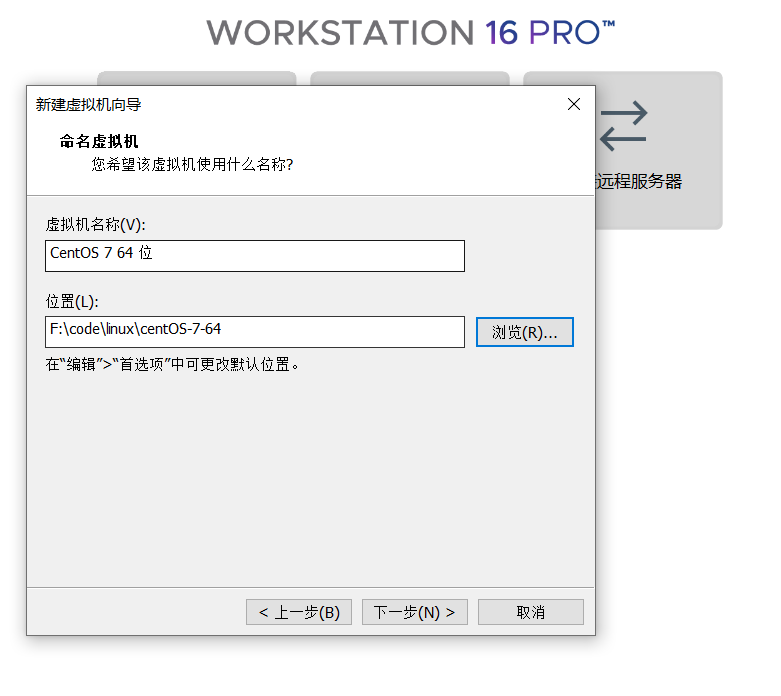 WORKSTATION 16 PRO™
新建虚拟机向导
命名虚拟机
您希望该虚拟机使用什么名称?
远程服务器
虚拟机名称(V):
CentOS 7 64 位
位置(L):
F:\code\linux\centOS-7-64
浏览(R)...
在“编辑”>“首选项”中可更改默认位置。
< 上一步(B)
下一步(N) >
取消